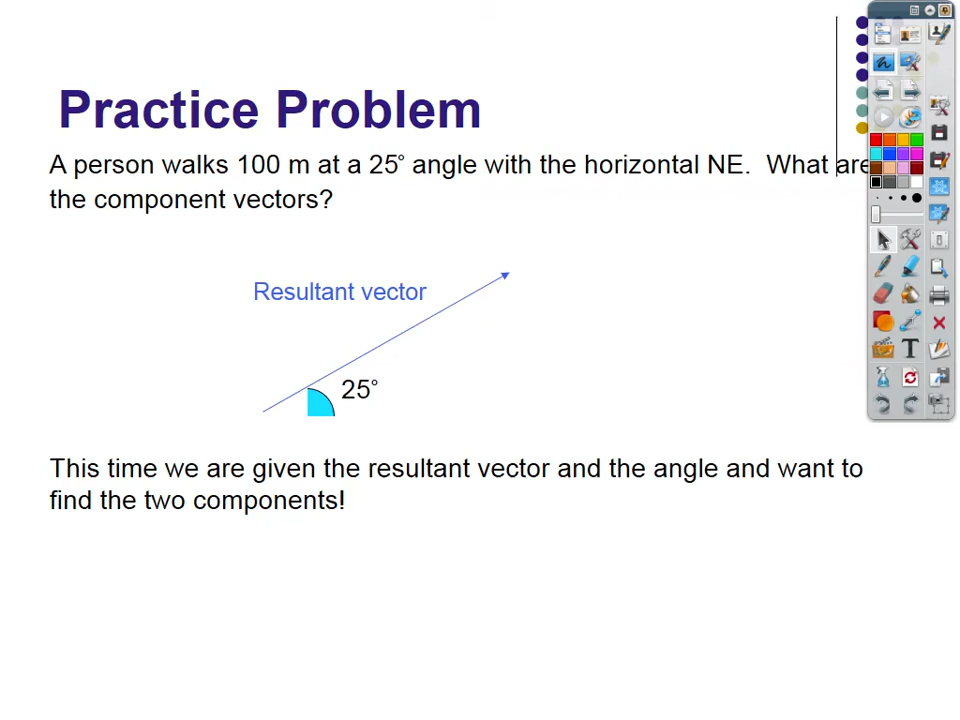 Practice Problem
A person walks 100 m at a 25° angle with the horizontal NE. What are
the component vectors?
Resultant vector
25°
This time we are given the resultant vector and the angle and want to
find the two components!